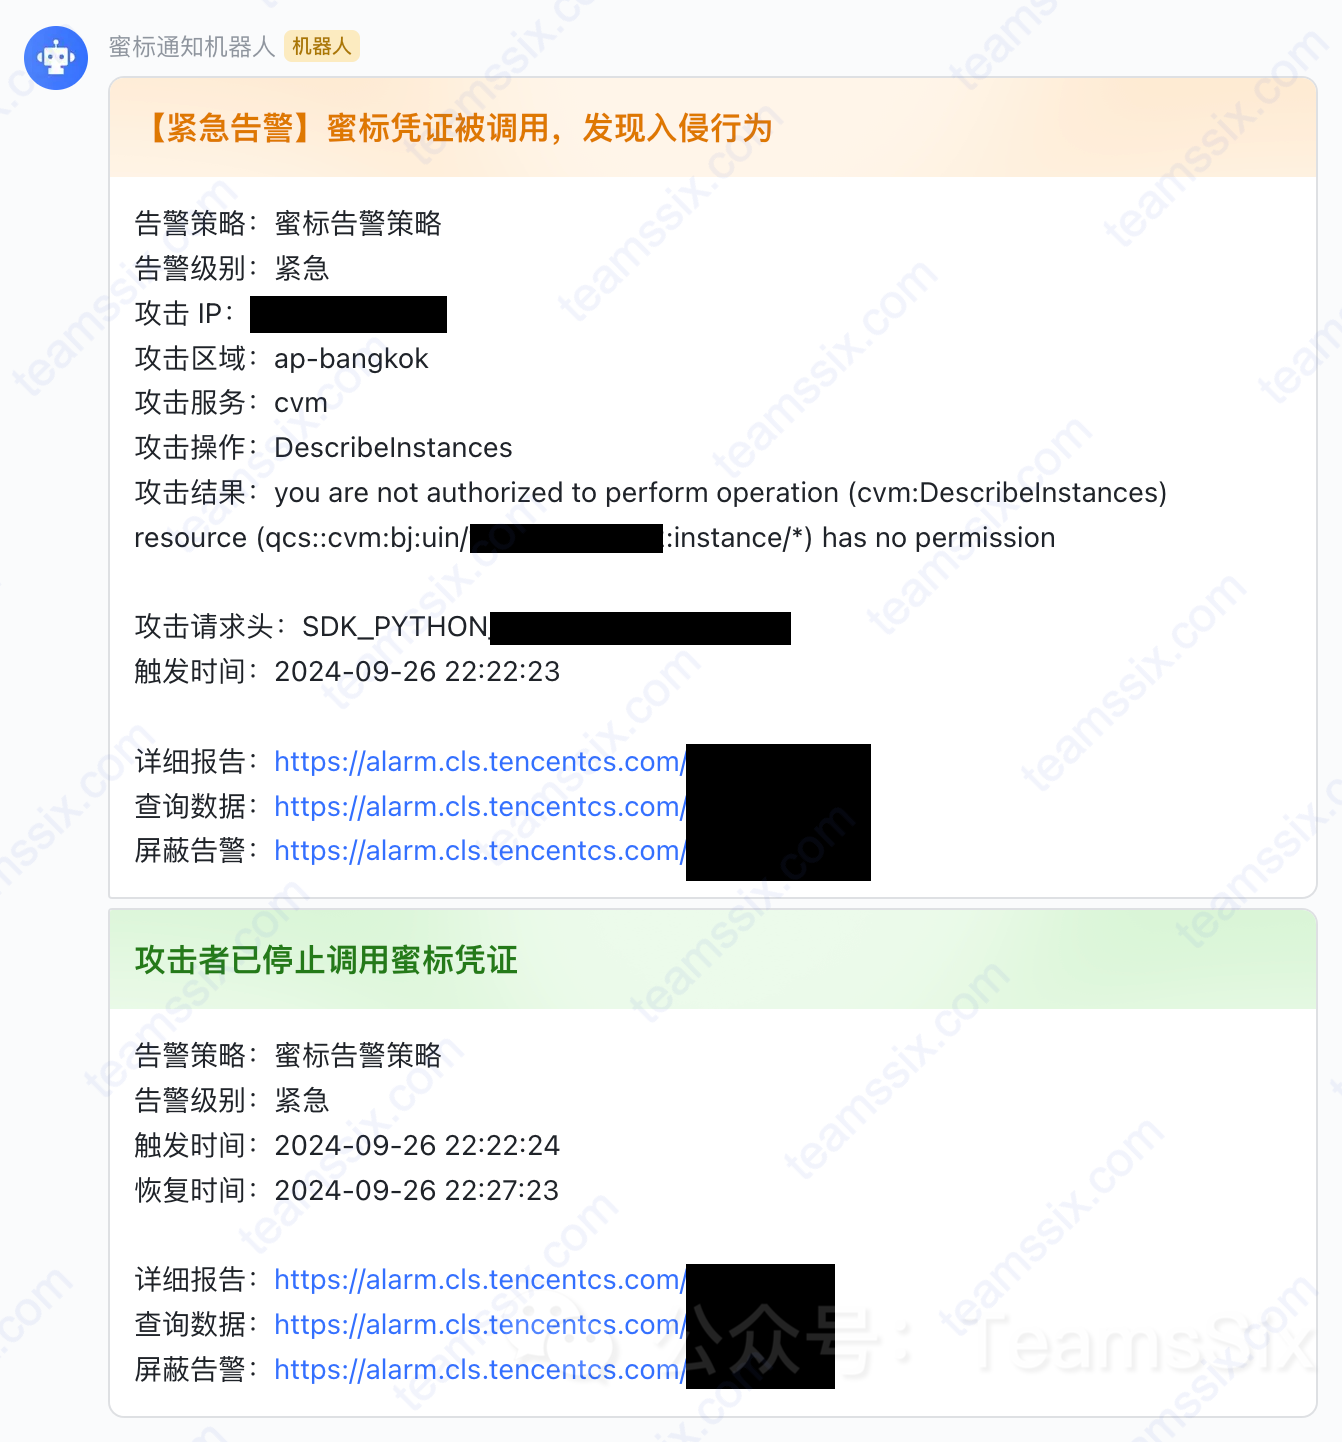 蜜标通知机器人 机器人
【紧急告警】蜜标凭证被调用，发现入侵行为
告警策略：蜜标告警策略
告警级别：紧急
攻击 IP：
攻击区域：ap-bangkok
攻击服务：cvm
攻击操作：DescribeInstances
攻击结果：you are not authorized to perform operation (cvm:DescribeInstances)
resource (qcs::cvm:bj:uin/ :instance/*) has no permission
攻击请求头：SDK_PYTHON_
触发时间：2024-09-26 22:22:23
详细报告：https://alarm.cls.tencentcs.com/
查询数据：https://alarm.cls.tencentcs.com/
屏蔽告警：https://alarm.cls.tencentcs.com/
攻击者已停止调用蜜标凭证
告警策略：蜜标告警策略
告警级别：紧急
触发时间：2024-09-26 22:22:24
恢复时间：2024-09-26 22:27:23
详细报告：https://alarm.cls.tencentcs.com/
查询数据：https://alarm.cls.tencentcs.com/
屏蔽告警：https://alarm.cls.tencentcs.com/
公众号：TeamsSix
teamssix.com